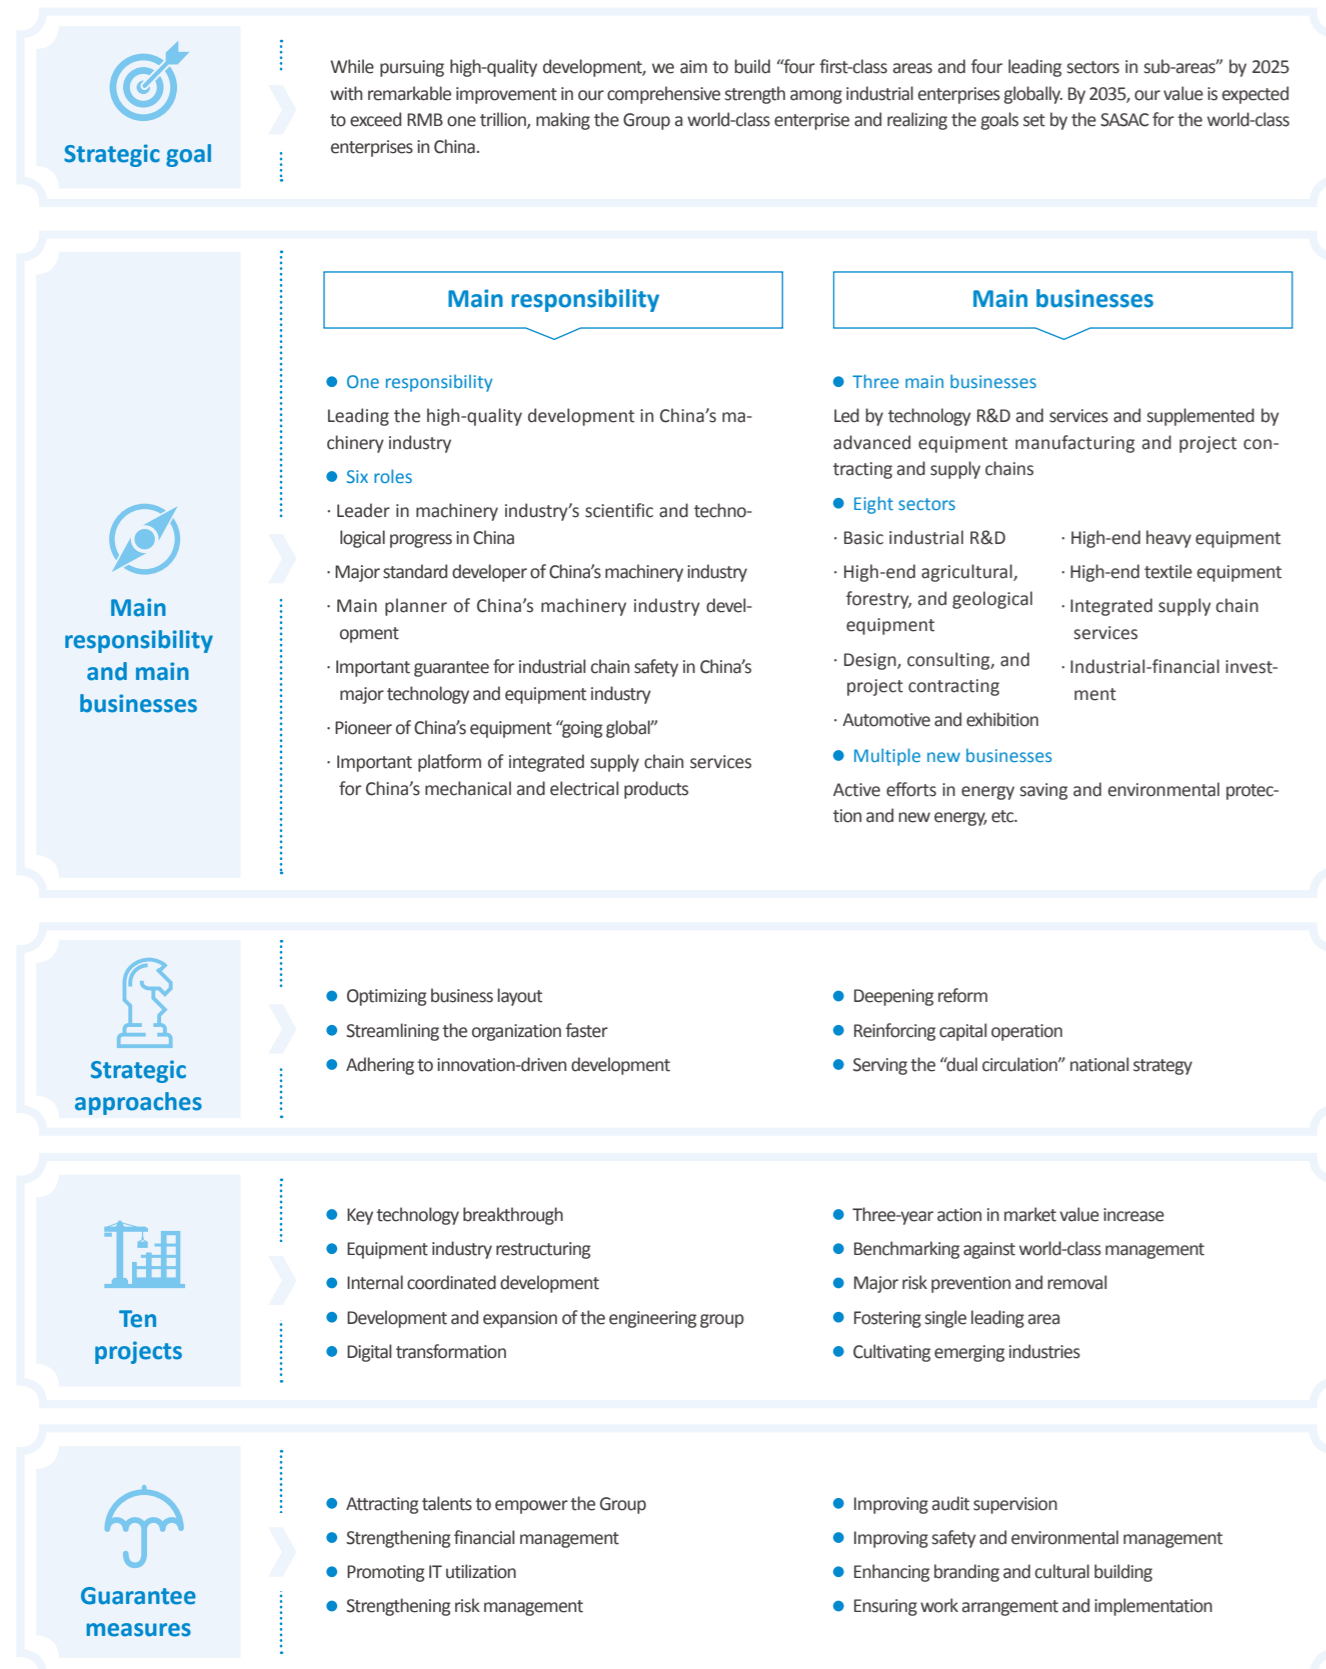 Strategic goal
While pursuing high-quality development, we aim to build “four first-class areas and four leading sectors in sub-areas” by 2025
with remarkable improvement in our comprehensive strength among industrial enterprises globally. By 2035, our value is expected
to exceed RMB one trillion, making the Group a world-class enterprise and realizing the goals set by the SASAC for the world-class
enterprises in China.
Main
responsibility
and main
businesses
Main responsibility
● One responsibility
Leading the high-quality development in China’s ma-
chinery industry
● Six roles
· Leader in machinery industry’s scientific and techno-
logical progress in China
· Major standard developer of China’s machinery industry
· Main planner of China’s machinery industry devel-
opment
· Important guarantee for industrial chain safety in China’s
major technology and equipment industry
· Pioneer of China’s equipment “going global”
· Important platform of integrated supply chain services
for China’s mechanical and electrical products
Main businesses
● Three main businesses
Led by technology R&D and services and supplemented by
advanced equipment manufacturing and project con-
tracting and supply chains
● Eight sectors
· Basic industrial R&D
· High-end agricultural,
forestry, and geological
equipment
· Design, consulting, and
project contracting
· Automotive and exhibition
· High-end heavy equipment
· High-end textile equipment
· Integrated supply chain
services
· Industrial-financial invest-
ment
● Multiple new businesses
Active efforts in energy saving and environmental protec-
tion and new energy, etc.
Strategic
approaches
● Optimizing business layout
● Streamlining the organization faster
● Adhering to innovation-driven development
● Deepening reform
● Reinforcing capital operation
● Serving the “dual circulation” national strategy
Ten
projects
● Key technology breakthrough
● Equipment industry restructuring
● Internal coordinated development
● Development and expansion of the engineering group
● Digital transformation
● Three-year action in market value increase
● Benchmarking against world-class management
● Major risk prevention and removal
● Fostering single leading area
● Cultivating emerging industries
Guarantee
measures
● Attracting talents to empower the Group
● Strengthening financial management
● Promoting IT utilization
● Strengthening risk management
● Improving audit supervision
● Improving safety and environmental management
● Enhancing branding and cultural building
● Ensuring work arrangement and implementation